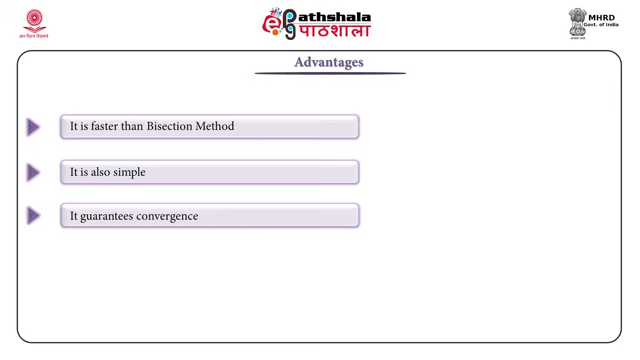 ePathshala
पाठशाला
MHRD
Govt. of India
Advantages
It is faster than Bisection Method
It is also simple
It guarantees convergence